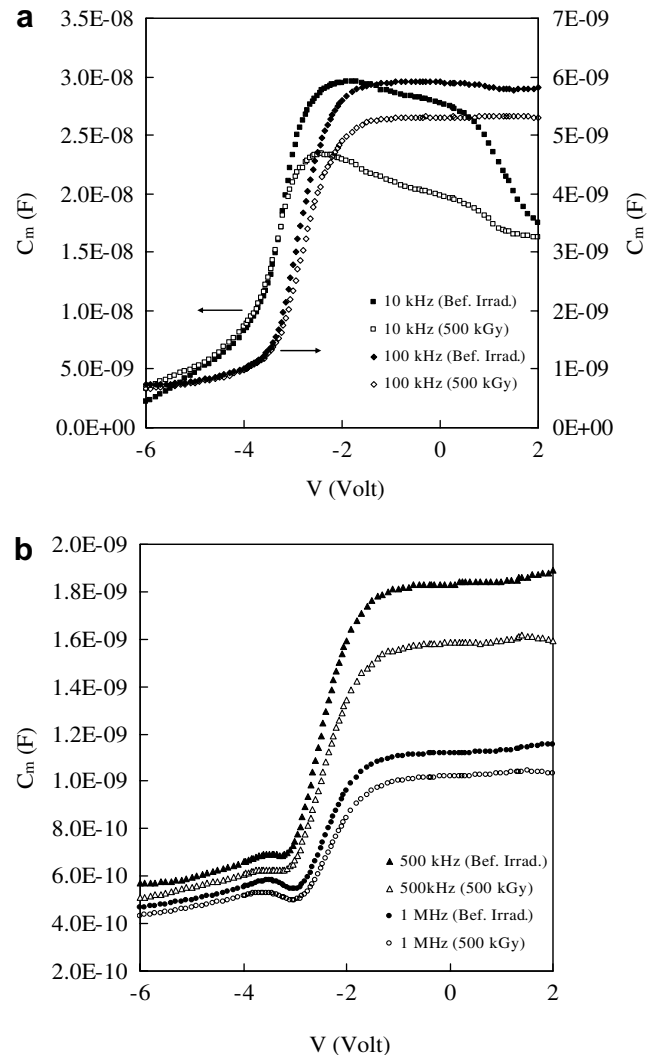 a
3.5E-08
3.0E-08
2.5E-08
2.0E-08
1.5E-08
1.0E-08
5.0E-09
0.0E+00
Cm (F)
7E-09
6E-09
5E-09
4E-09
3E-09
2E-09
1E-09
0E+00
Cm (F)
10 kHz (Bef. Irrad.)
10 kHz (500 kGy)
100 kHz (Bef. Irrad.)
100 kHz (500 kGy)
-6 -4 -2 0 2
V (Volt)
b
2.0E-09
1.8E-09
1.6E-09
1.4E-09
1.2E-09
1.0E-09
8.0E-10
6.0E-10
4.0E-10
2.0E-10
Cm (F)
500 kHz (Bef. Irrad.)
500kHz (500 kGy)
1 MHz (Bef. Irrad.)
1 MHz (500 kGy)
-6 -4 -2 0 2
V (Volt)